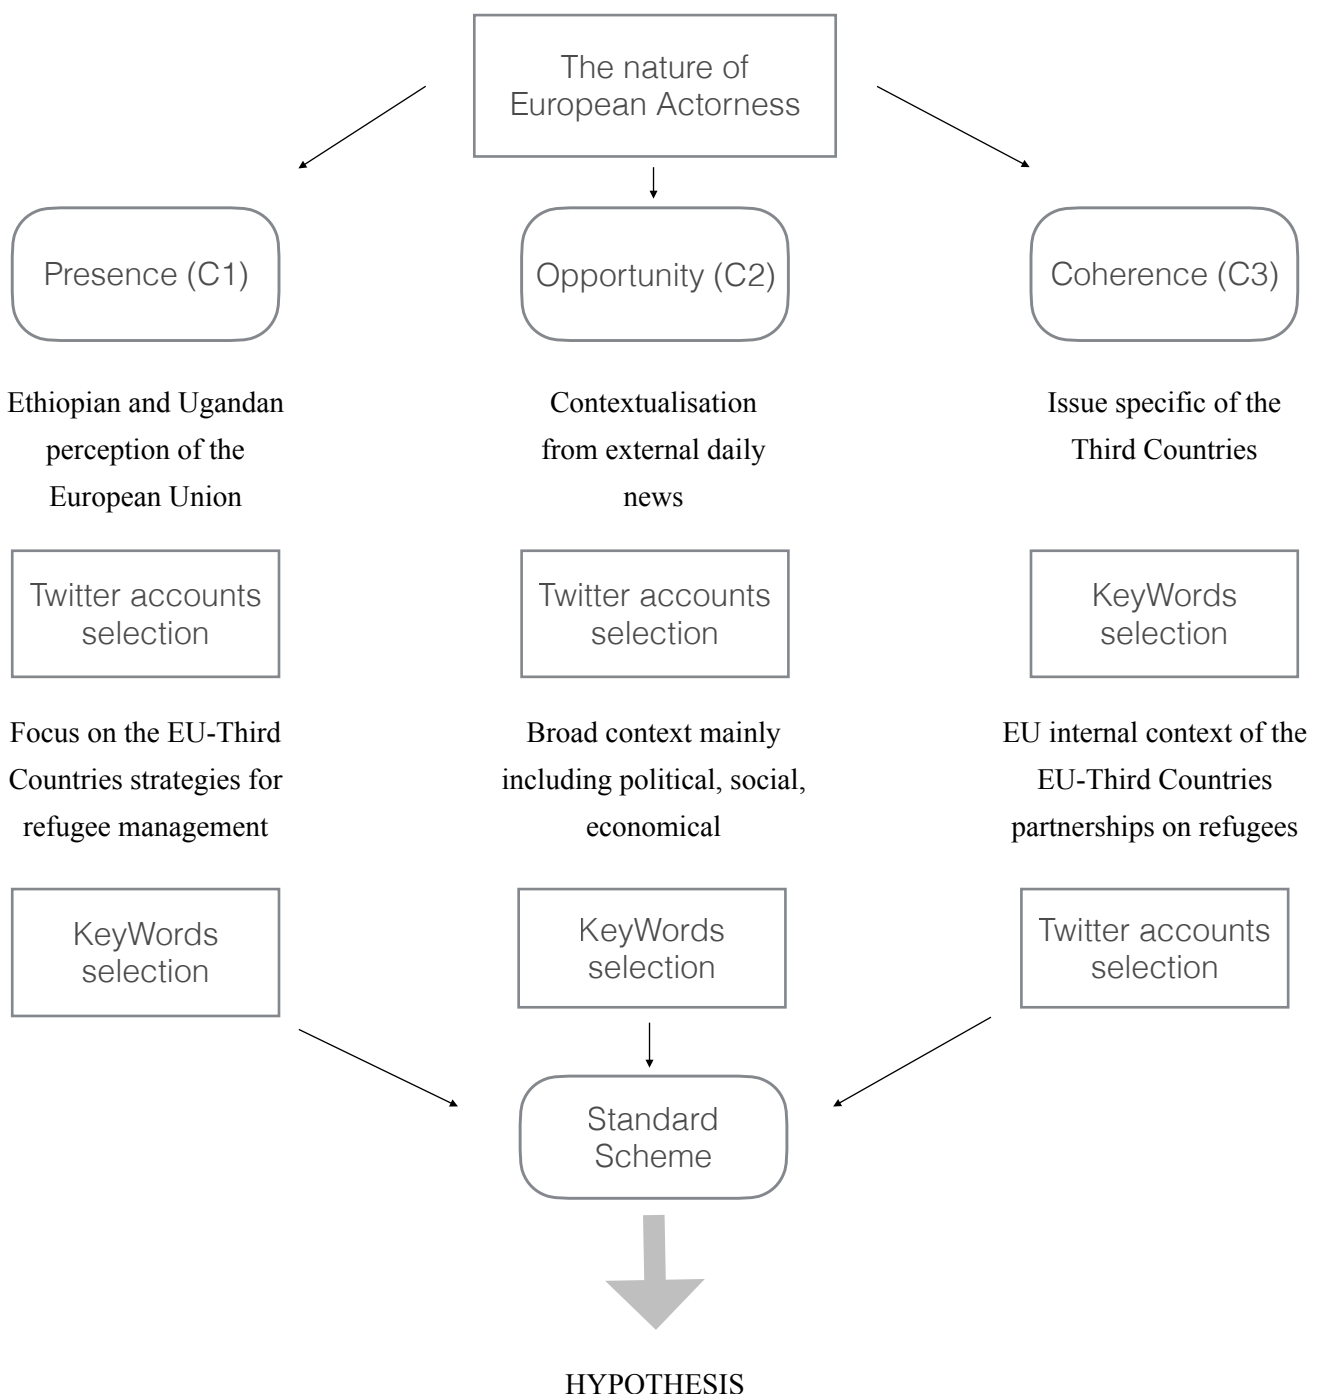 The nature of
European Actorness
Presence (C1)
Opportunity (C2)
Coherence (C3)
Ethiopian and Ugandan
perception of the
European Union
Contextualisation
from external daily
news
Issue specific of the
Third Countries
Twitter accounts
selection
Twitter accounts
selection
KeyWords
selection
Focus on the EU-Third
Countries strategies for
refugee management
Broad context mainly
including political, social,
economical
EU internal context of the
EU-Third Countries
partnerships on refugees
KeyWords
selection
KeyWords
selection
Twitter accounts
selection
Standard
Scheme
HYPOTHESIS